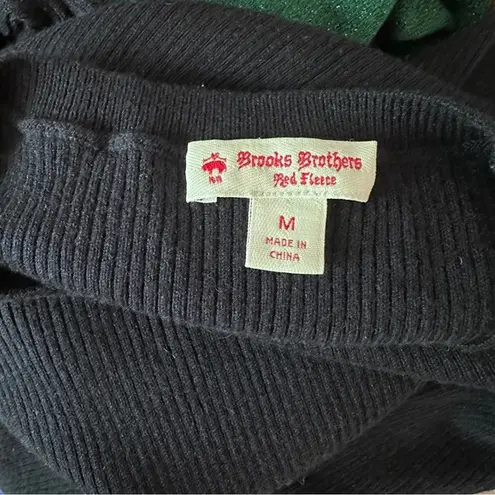 Brooks Brothers
Red Fleece
M
MADE IN
CHINA